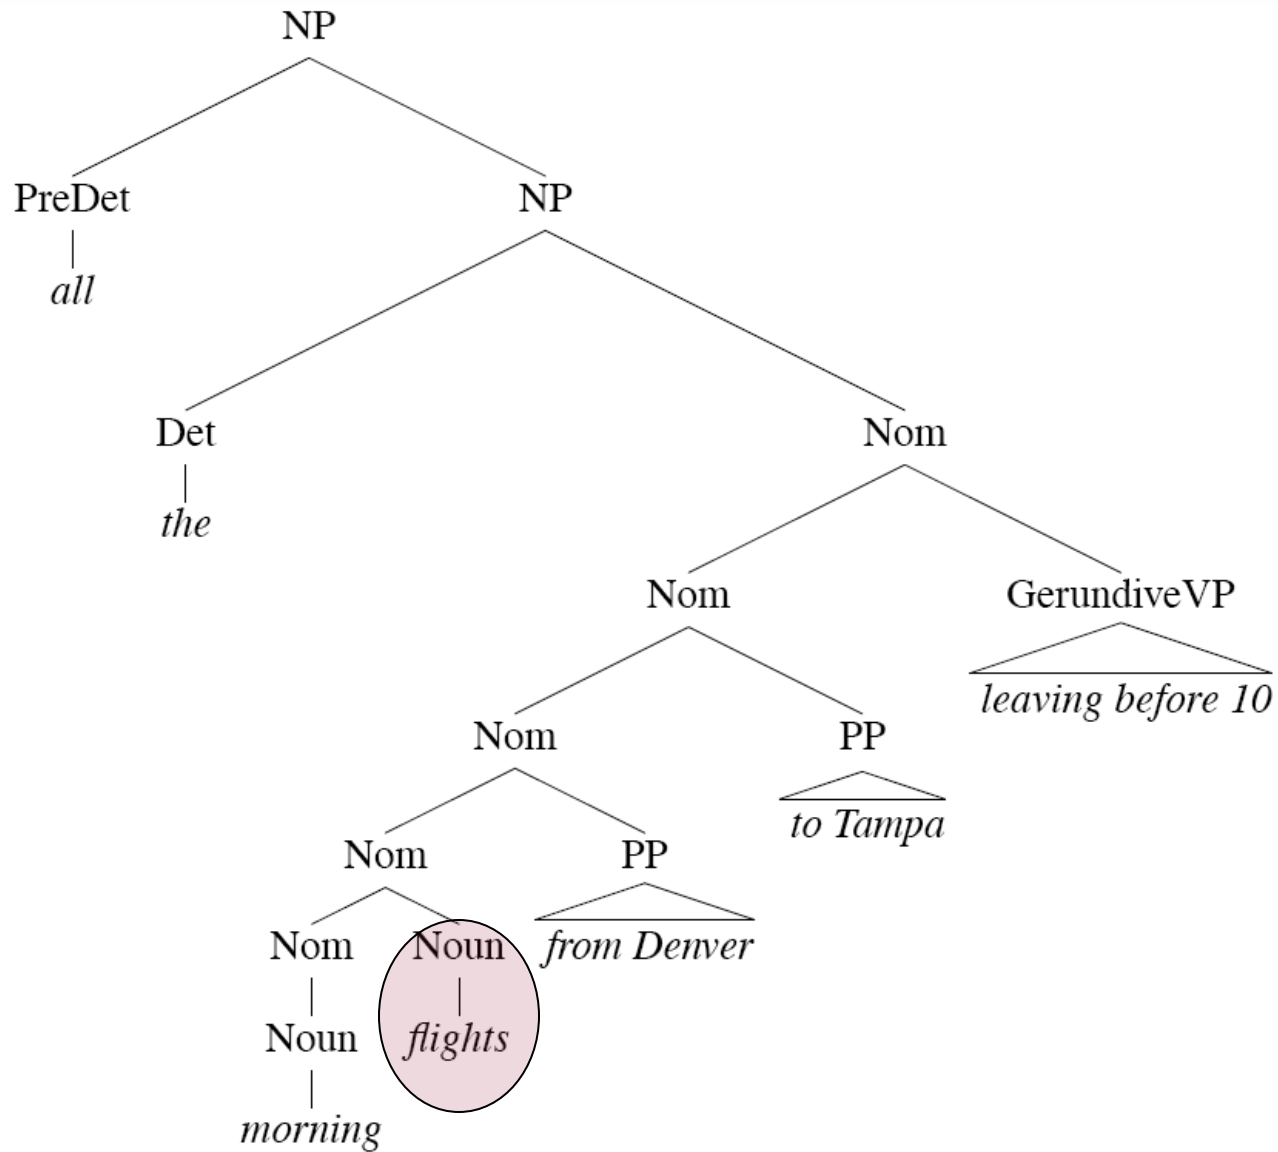 NP
PreDet NP
all
Det Nom
the
Nom GerundiveVP
leaving before 10
Nom PP
to Tampa
Nom PP
Nom Noun from Denver
Noun flights
morning